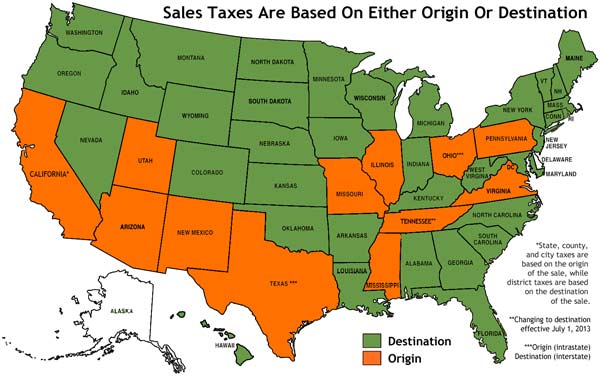 Sales Taxes Are Based On Either Origin Or Destination
WASHINGTON
MONTANA
NORTH DAKOTA
MINNESOTA
MAINE
OREGON
IDAHO
SOUTH DAKOTA
WISCONSIN
MICHIGAN
VT
NH
NEW YORK
MASS
CONN
RI
WYOMING
IOWA
NEBRASKA
PENNSYLVANIA
NEW
JERSEY
NEVADA
UTAH
COLORADO
ILLINOIS
INDIANA
OHIO***
DELAWARE
MARYLAND
DC
WEST
VIRGINIA
CALIFORNIA*
KANSAS
MISSOURI
KENTUCKY
VIRGINIA
ARIZONA
NEW MEXICO
OKLAHOMA
ARKANSAS
TENNESSEE**
NORTH CAROLINA
SOUTH
CAROLINA
TEXAS ***
LOUISIANA
MISSISSIPPI
ALABAMA
GEORGIA
FLORIDA
ALASKA
HAWAII
*State, county,
and city taxes are
based on the origin
of the sale, while
district taxes are
based on the
destination
of the sale.
**Changing to destination
effective July 1, 2013
***Origin (intrastate)
Destination (interstate)
Destination
Origin